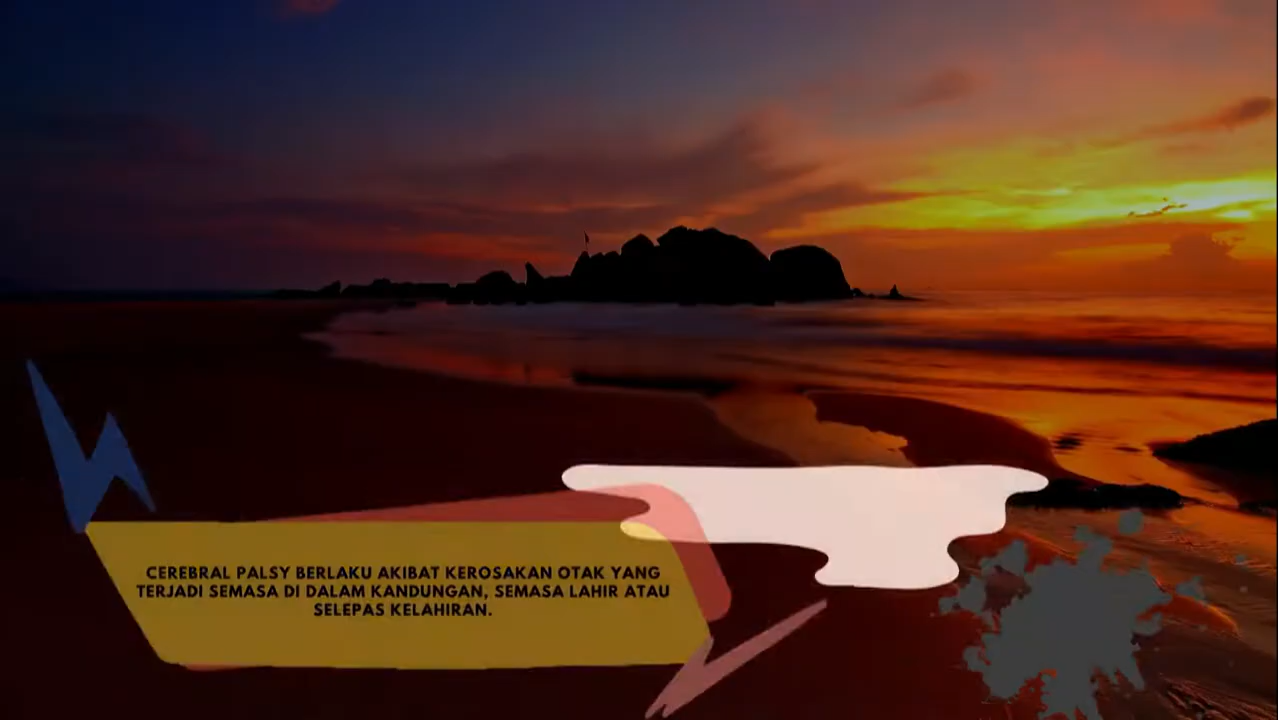 CEREBRAL PALSY BERLAKU AKIBAT KEROSAKAN OTAK YANG
TERJADI SEMASA DI DALAM KANDUNGAN, SEMASA LAHIR ATAU
SELEPAS KELAHIRAN.